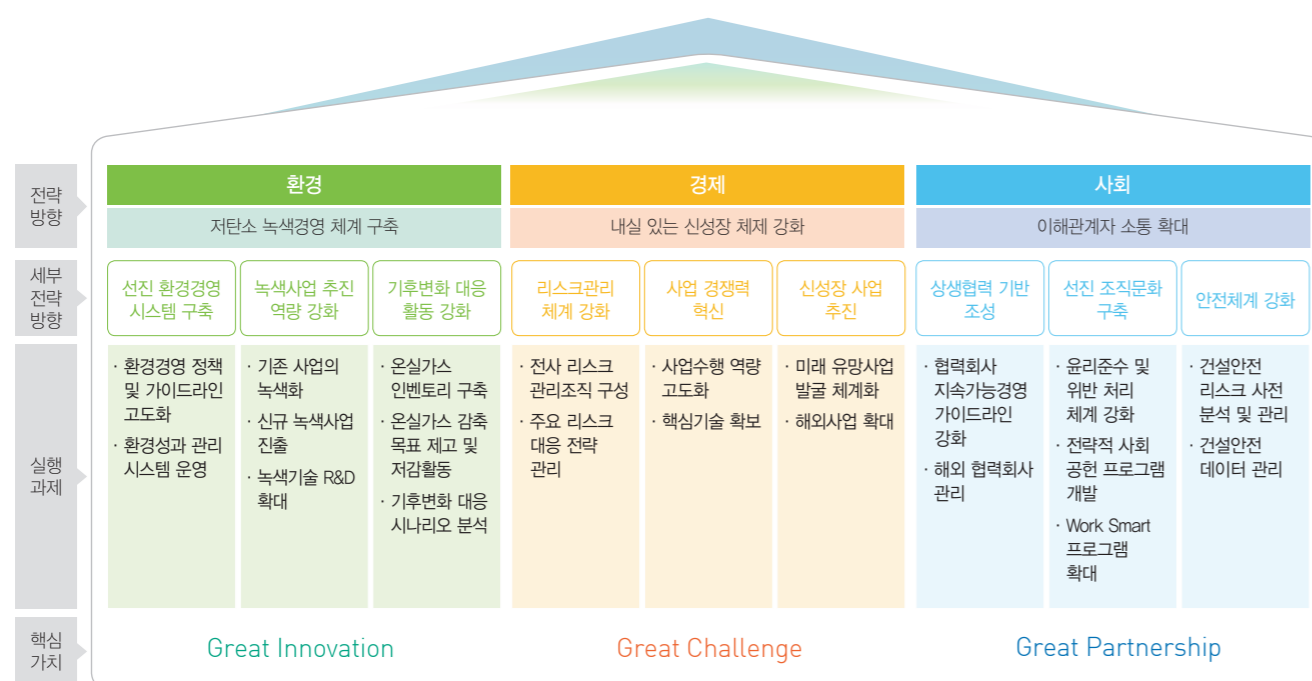 전략
방향
환경
경제
사회
저탄소 녹색경영 체계 구축
내실 있는 신성장 체제 강화
이해관계자 소통 확대
세부
전략
방향
선진 환경경영
시스템 구축
녹색사업 추진
역량 강화
기후변화 대응
활동 강화
리스크관리
체계 강화
사업 경쟁력
혁신
신성장 사업
추진
상생협력 기반
조성
선진 조직문화
구축
안전체계 강화
실행
과제
· 환경경영 정책
및 가이드라인
고도화
· 환경성과 관리
시스템 운영
· 기존 사업의
녹색화
· 신규 녹색사업
진출
· 녹색기술 R&D
확대
· 온실가스
인벤토리 구축
· 온실가스 감축
목표 제고 및
저감활동
· 기후변화 대응
시나리오 분석
· 전사 리스크
관리조직 구성
· 주요 리스크
대응 전략
관리
· 사업수행 역량
고도화
· 핵심기술 확보
· 미래 유망사업
발굴 체계화
· 해외사업 확대
· 협력회사
지속가능경영
가이드라인
강화
· 해외 협력회사
관리
· 윤리준수 및
위반 처리
체계 강화
· 전략적 사회
공헌 프로그램
개발
· Work Smart
프로그램
확대
· 건설안전
리스크 사전
분석 및 관리
· 건설안전
데이터 관리
핵심
가치
Great Innovation
Great Challenge
Great Partnership